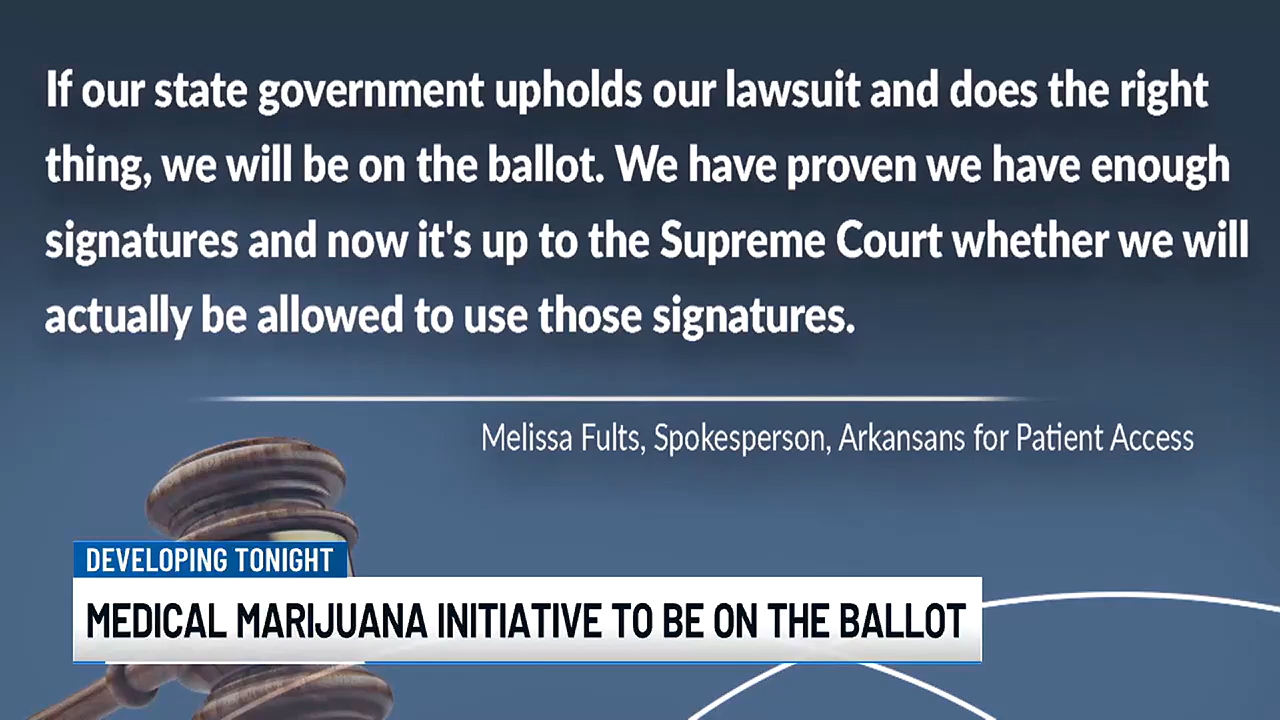 If our state government upholds our lawsuit and does the right
thing, we will be on the ballot. We have proven we have enough
signatures and now it's up to the Supreme Court whether we will
actually be allowed to use those signatures.
Melissa Fults, Spokesperson, Arkansans for Patient Access
DEVELOPING TONIGHT
MEDICAL MARIJUANA INITIATIVE TO BE ON THE BALLOT